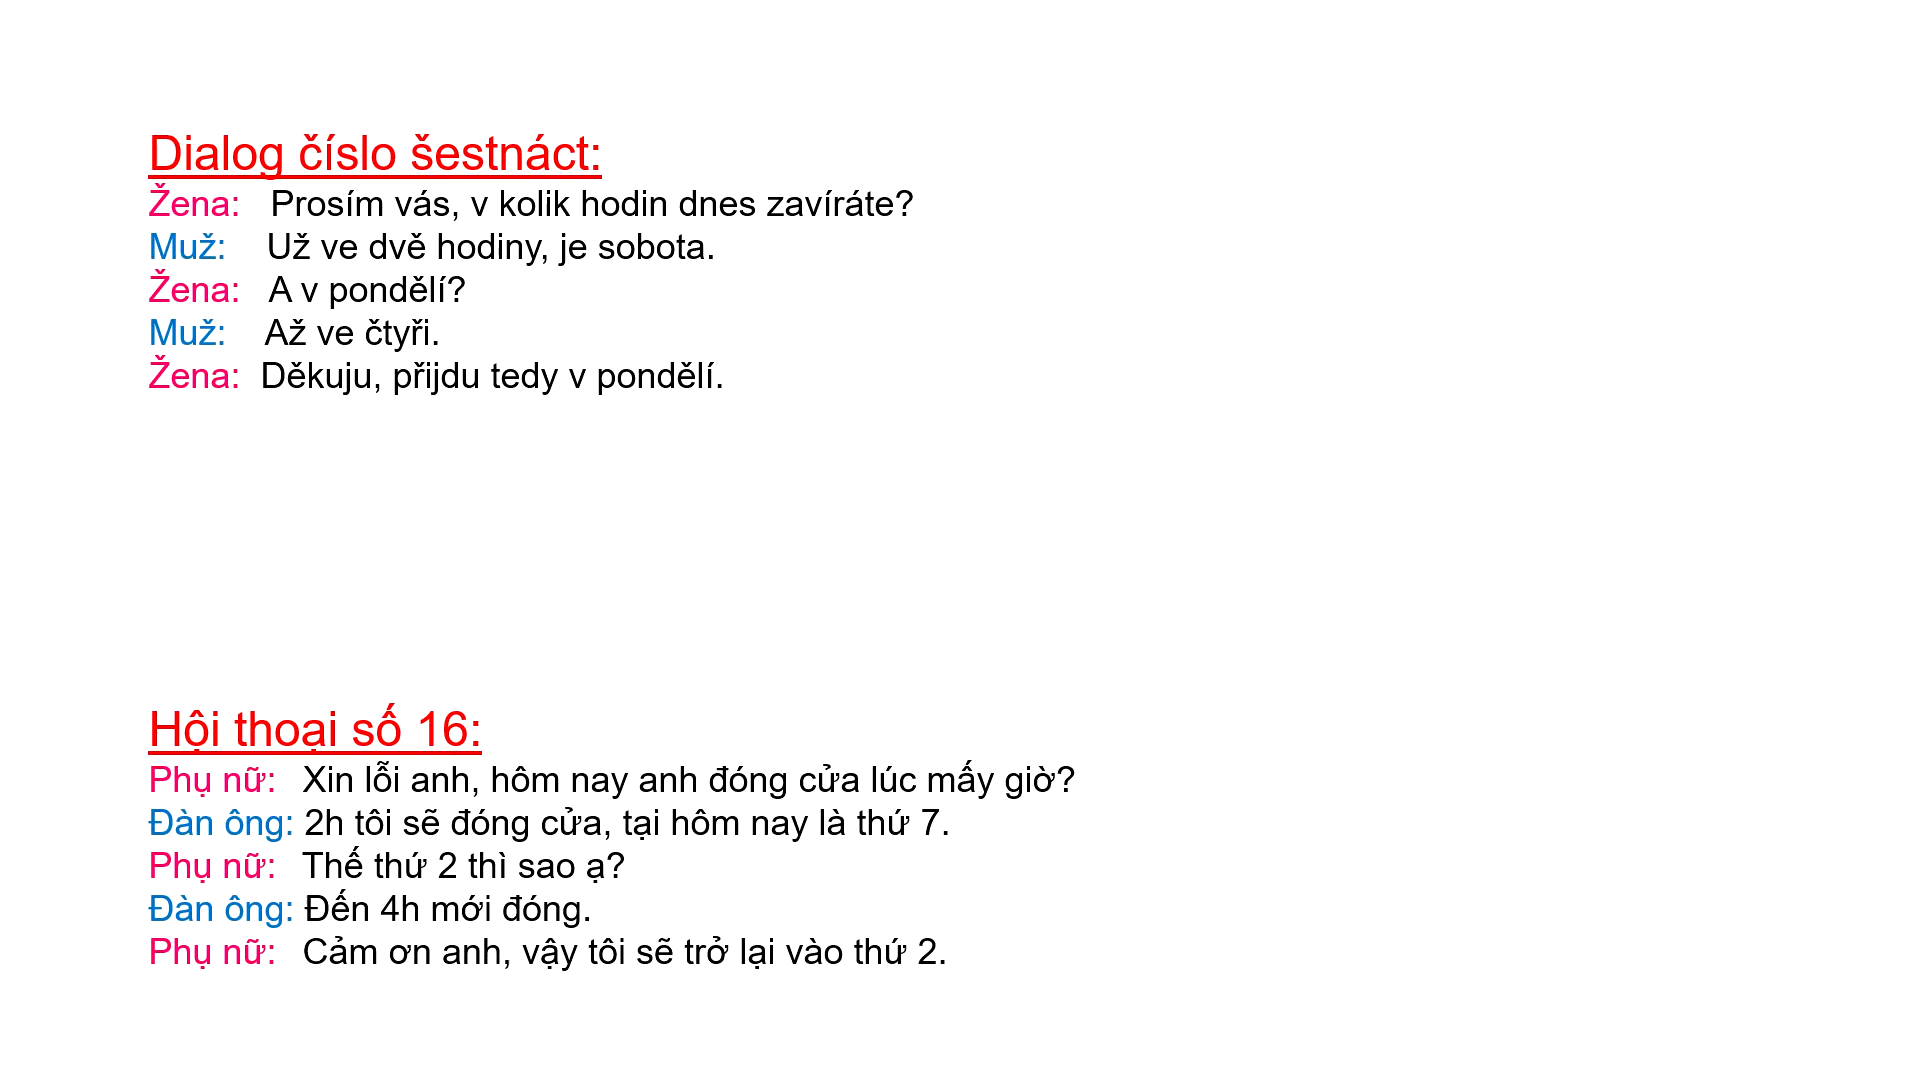 Dialog číslo šestnáct:
Žena: Prosím vás, v kolik hodin dnes zavíráte?
Muž: Už ve dvě hodiny, je sobota.
Žena: A v pondělí?
Muž: Až ve čtyři.
Žena: Děkuju, přijdu tedy v pondělí.
Hội thoại số 16:
Phụ nữ: Xin lỗi anh, hôm nay anh đóng cửa lúc mấy giờ?
Đàn ông: 2h tôi sẽ đóng cửa, tại hôm nay là thứ 7.
Phụ nữ: Thế thứ 2 thì sao ạ?
Đàn ông: Đến 4h mới đóng.
Phụ nữ: Cảm ơn anh, vậy tôi sẽ trở lại vào thứ 2.